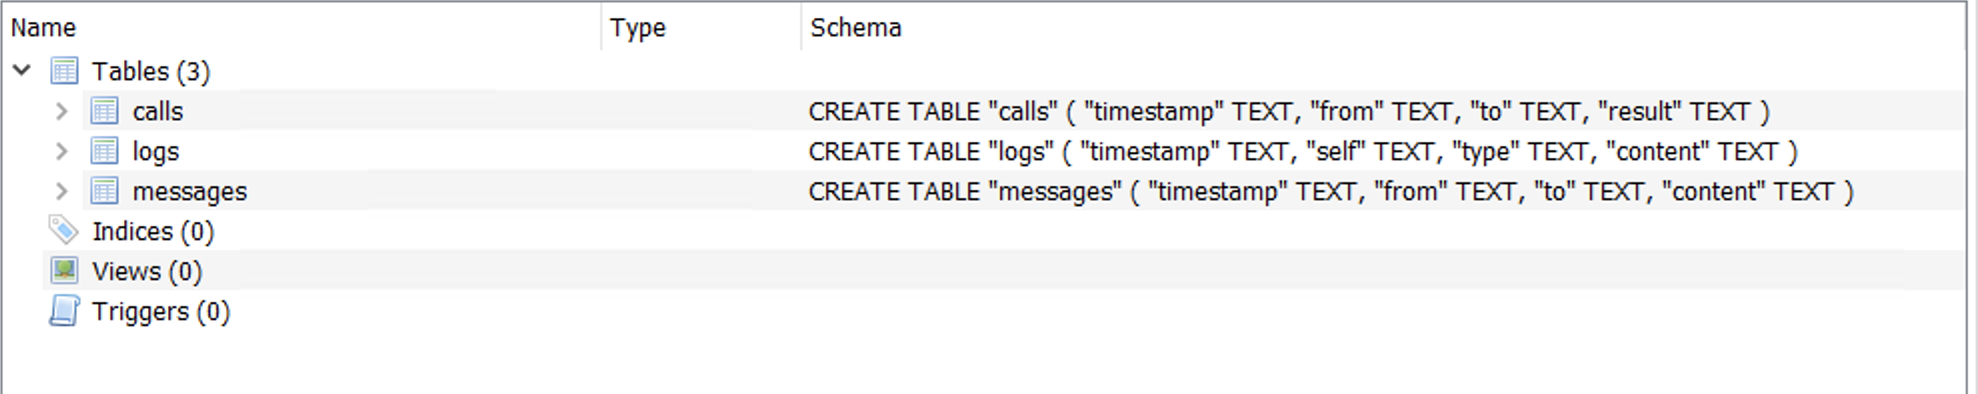 Name Type Schema
Tables (3)
calls CREATE TABLE "calls" ( "timestamp" TEXT, "from" TEXT, "to" TEXT, "result" TEXT )
logs CREATE TABLE "logs" ( "timestamp" TEXT, "self" TEXT, "type" TEXT, "content" TEXT )
messages CREATE TABLE "messages" ( "timestamp" TEXT, "from" TEXT, "to" TEXT, "content" TEXT )
Indices (0)
Views (0)
Triggers (0)